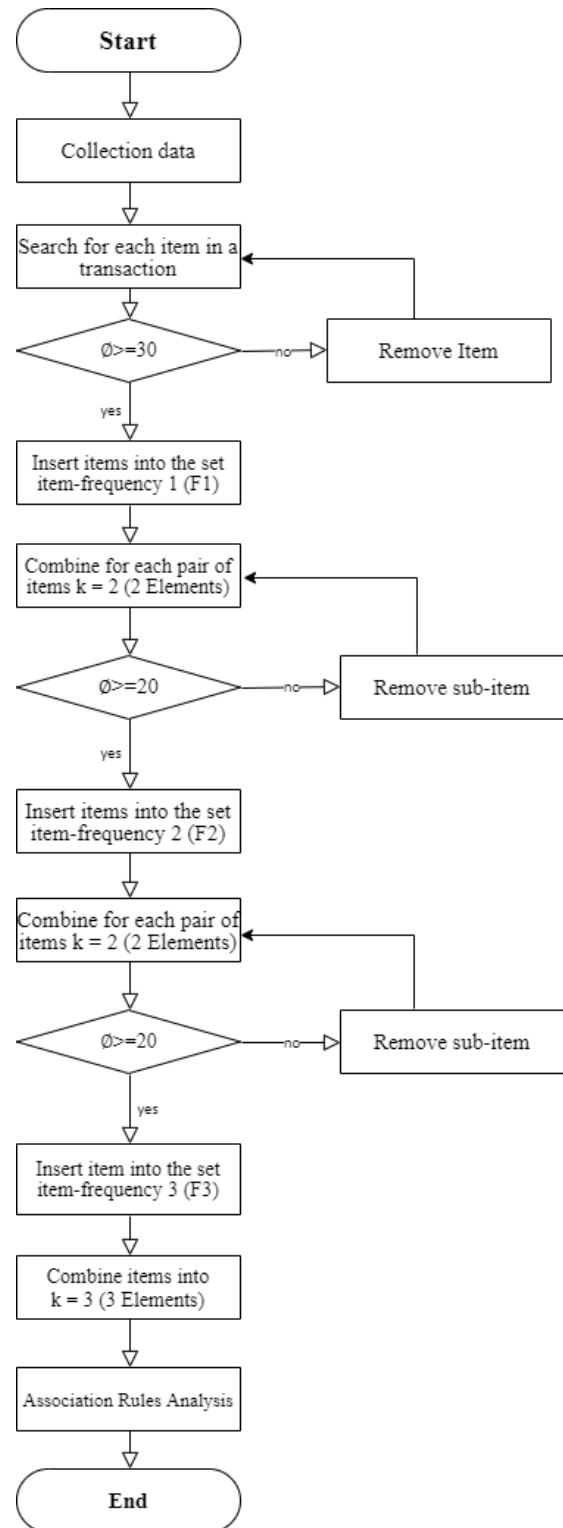 Start
Collection data
Search for each item in a
transaction
Ø>=30
no
Remove Item
yes
Insert items into the set
item-frequency 1 (F1)
Combine for each pair of
items k = 2 (2 Elements)
Ø>=20
no
Remove sub-item
yes
Insert items into the set
item-frequency 2 (F2)
Combine for each pair of
items k = 2 (2 Elements)
Ø>=20
no
Remove sub-item
yes
Insert item into the set
item-frequency 3 (F3)
Combine items into
k = 3 (3 Elements)
Association Rules Analysis
End